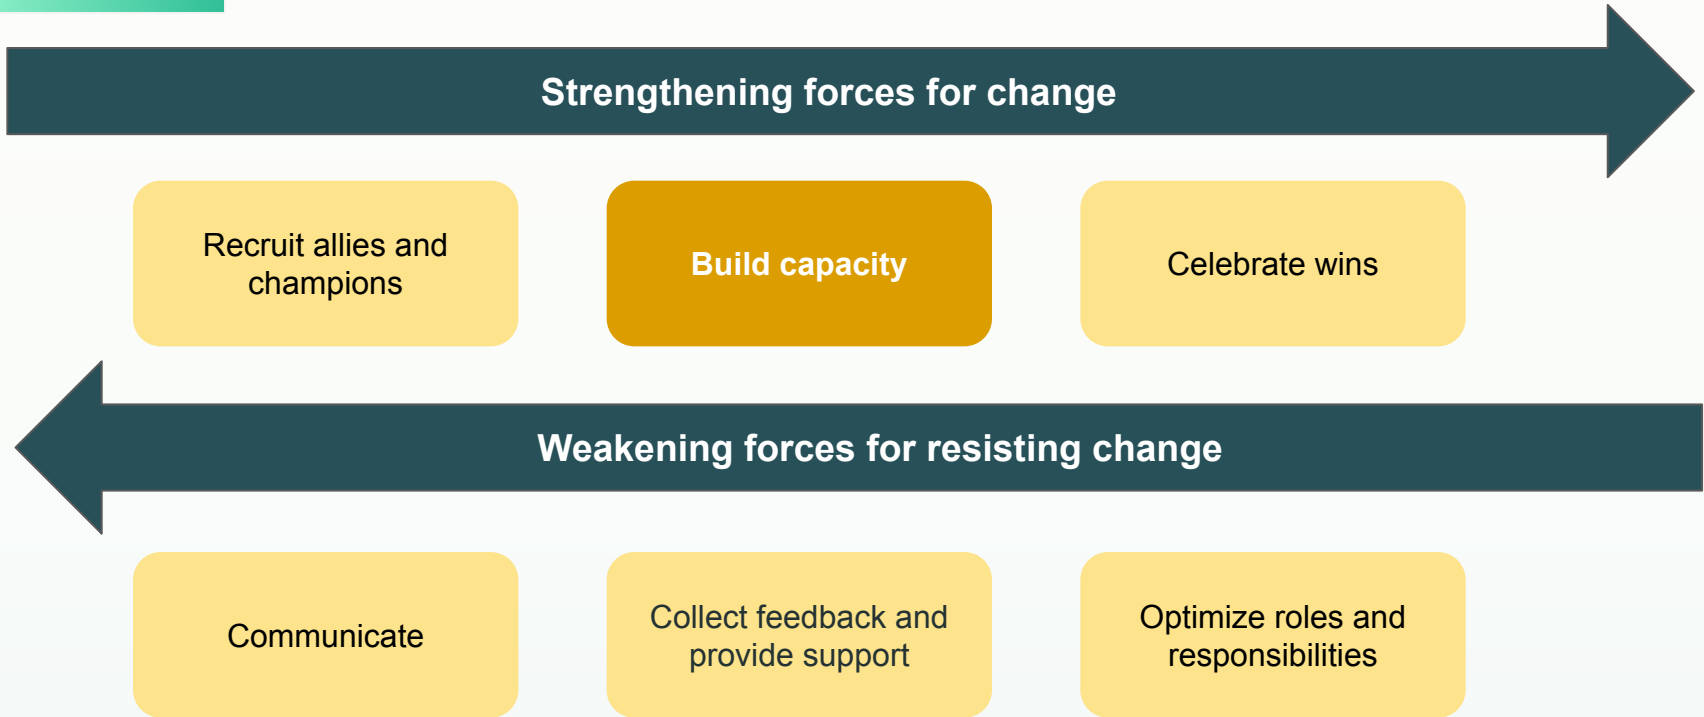 Strengthening forces for change
Recruit allies and
champions
Build capacity
Celebrate wins
Weakening forces for resisting change
Communicate
Collect feedback and
provide support
Optimize roles and
responsibilities